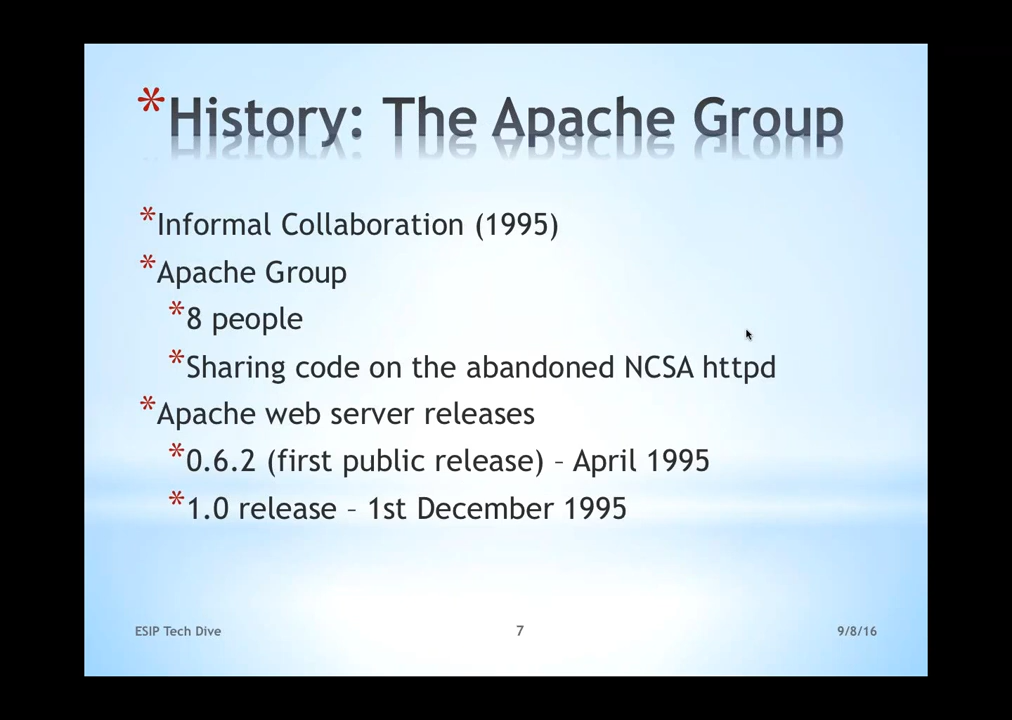 * History: The Apache Group
* Informal Collaboration (1995)
* Apache Group
* 8 people
* Sharing code on the abandoned NCSA httpd
* Apache web server releases
* 0.6.2 (first public release) – April 1995
* 1.0 release – 1st December 1995
ESIP Tech Dive 7 9/8/16